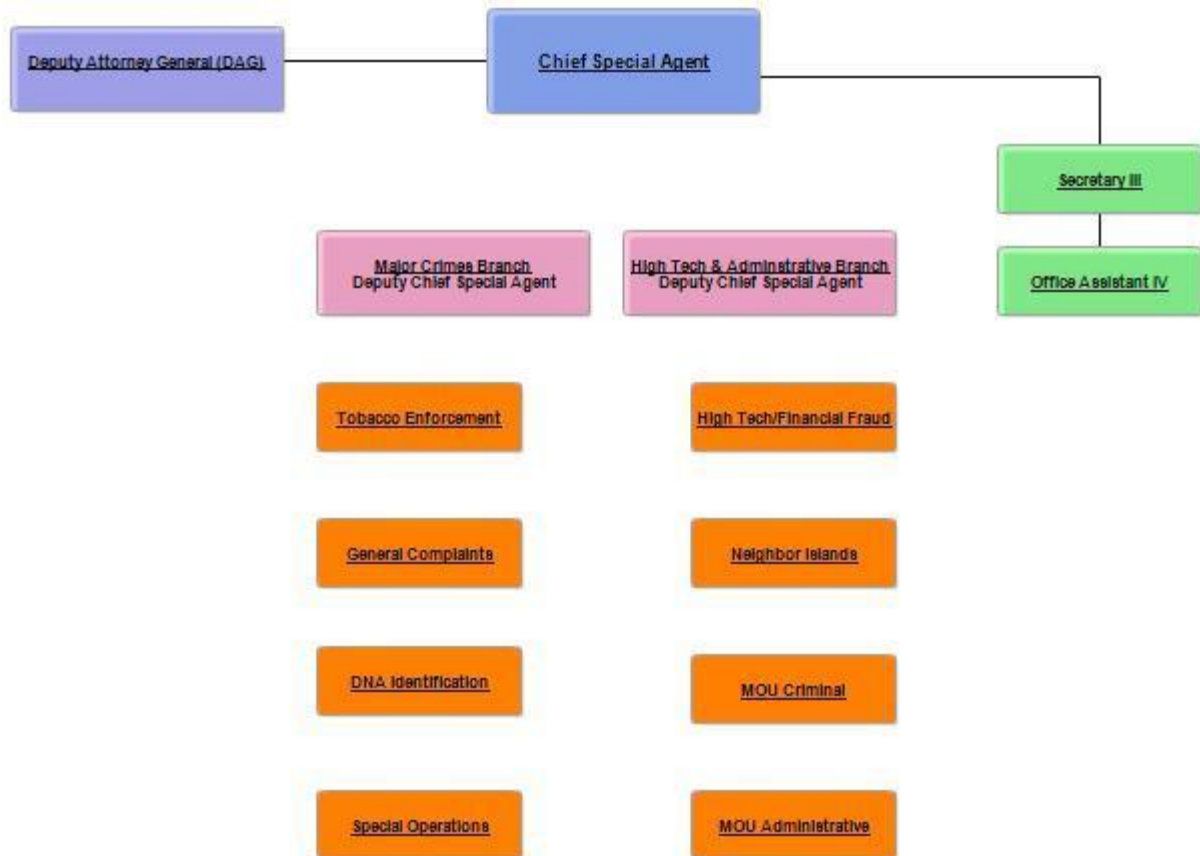 Deputy Attorney General (DAG)
Chief Special Agent
Secretary III
Major Crimes Branch
Deputy Chief Special Agent
High Tech & Adminstrative Branch
Deputy Chief Special Agent
Office Assistant IV
Tobacco Enforcement
High Tech/Financial Fraud
General Complaints
Neighbor Islands
DNA Identification
MOU Criminal
Special Operations
MOU Administrative